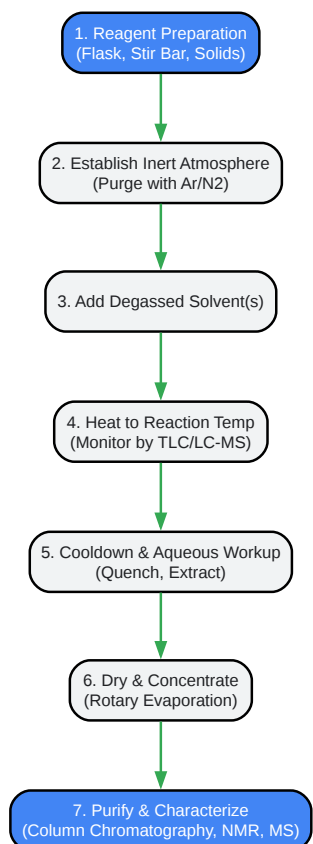 1. Reagent Preparation
(Flask, Stir Bar, Solids)
2. Establish Inert Atmosphere
(Purge with Ar/N2)
3. Add Degassed Solvent(s)
4. Heat to Reaction Temp
(Monitor by TLC/LC-MS)
5. Cooldown & Aqueous Workup
(Quench, Extract)
6. Dry & Concentrate
(Rotary Evaporation)
7. Purify & Characterize
(Column Chromatography, NMR, MS)